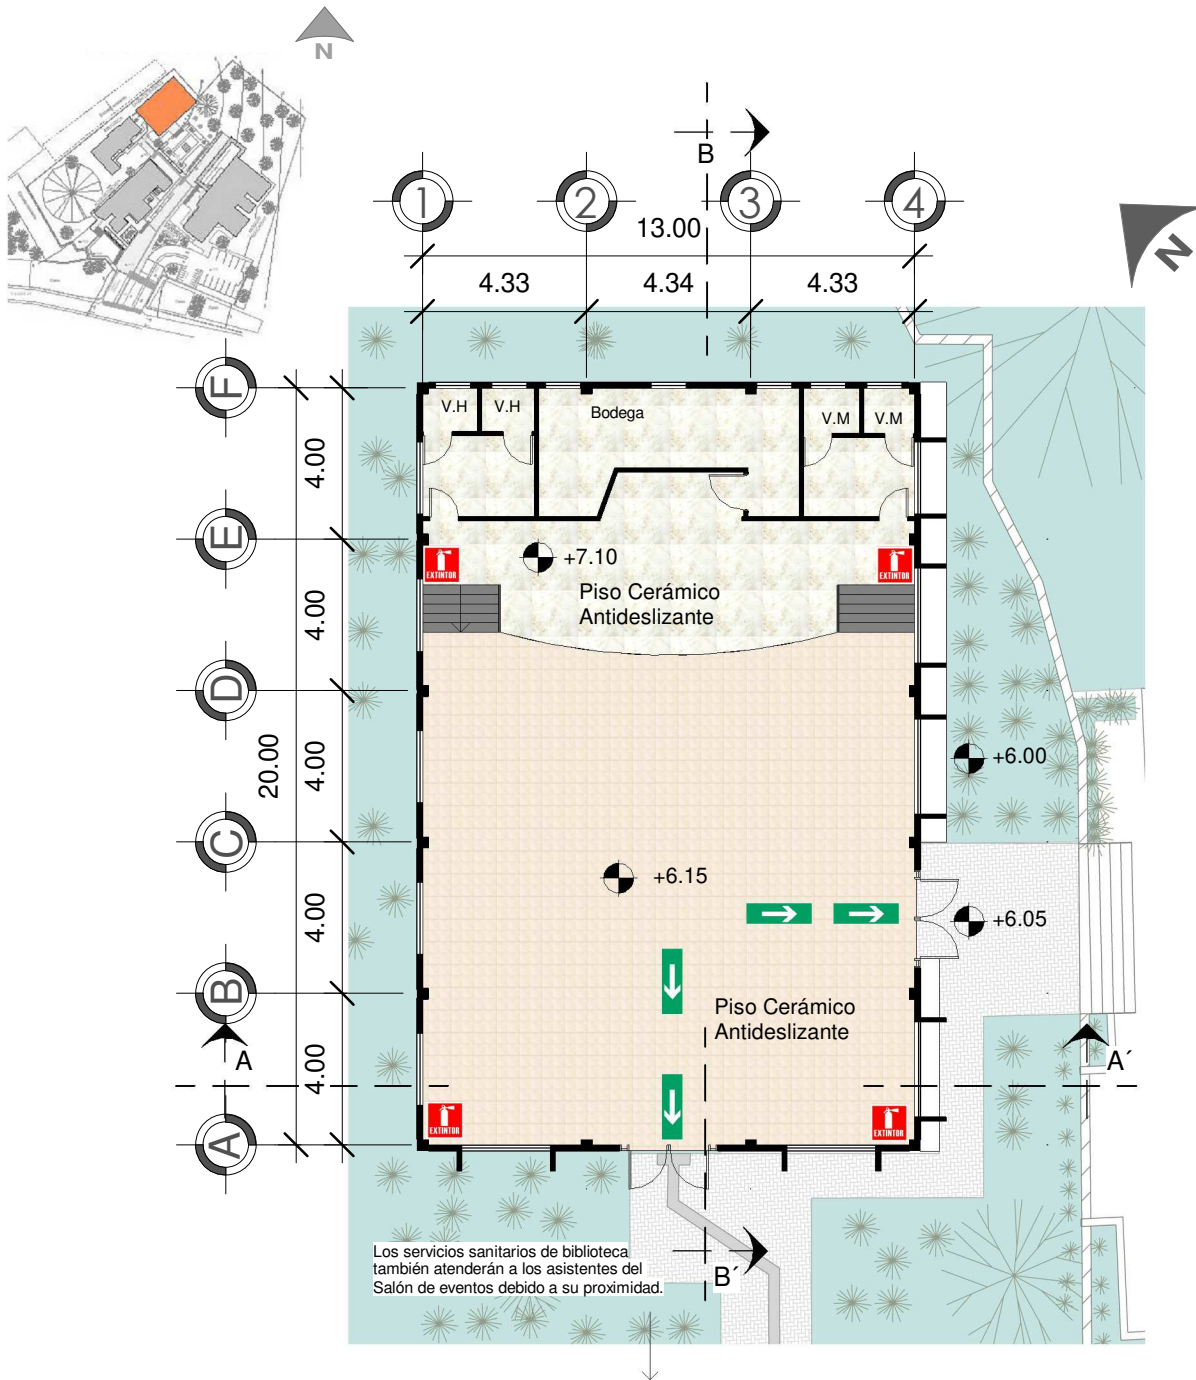 N
B
1
2
3
4
13.00
N
4.33
4.34
4.33
F
V.H
V.H
Bodega
V.M
V.M
4.00
E
+7.10
EXTINTOR
EXTINTOR
Piso Cerámico
Antideslizante
4.00
D
20.00
4.00
+6.00
C
+6.15
4.00
+6.05
B
Piso Cerámico
Antideslizante
A
A´
4.00
EXTINTOR
EXTINTOR
A
Los servicios sanitarios de biblioteca
también atenderán a los asistentes del
Salón de eventos debido a su proximidad.
B´